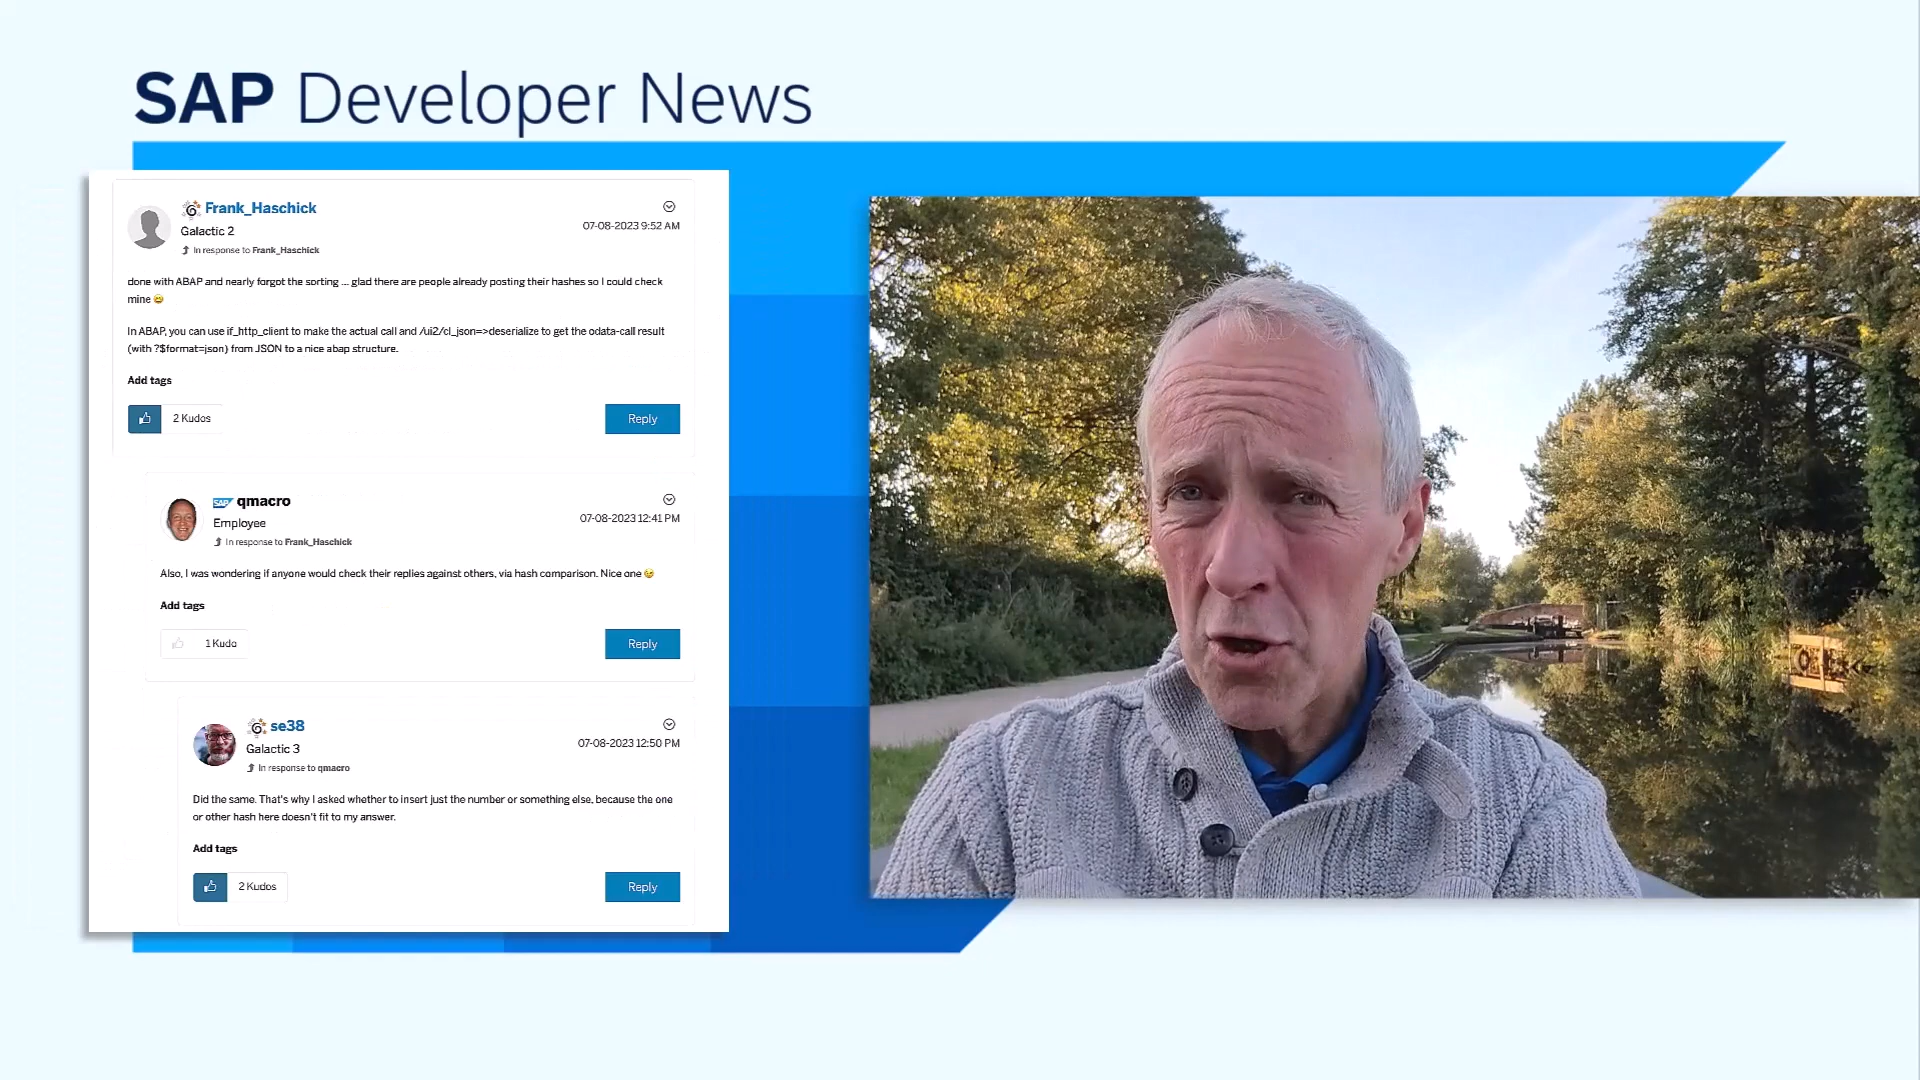 SAP Developer News
Frank_Haschick
07-08-2023 9:52 AM
Galactic 2
In response to Frank_Haschick
done with ABAP and nearly forgot the sorting ... glad there are people already posting their hashes so I could check
mine 😄
In ABAP, you can use if_http_client to make the actual call and /ui2/cl_json=>deserialize to get the odata-call result
(with ?$format=json) from JSON to a nice abap structure.
Add tags
2 Kudos
Reply
SAP qmacro
07-08-2023 12:41 PM
Employee
In response to Frank_Haschick
Also, I was wondering if anyone would check their replies against others, via hash comparison. Nice one 😉
Add tags
1 Kudo
Reply
se38
07-08-2023 12:50 PM
Galactic 3
In response to qmacro
Did the same. That's why I asked whether to insert just the number or something else, because the one
or other hash here doesn't fit to my answer.
Add tags
2 Kudos
Reply